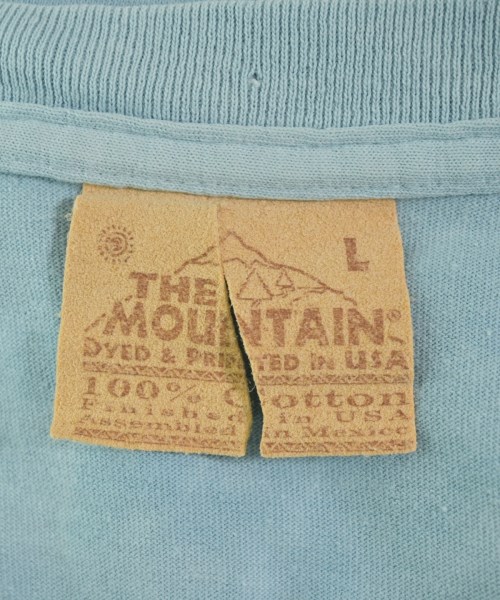 L
THE
MOUNTAIN®
DYED & PRINTED IN USA
100% Cotton
Finished in USA
Assembled in Mexico